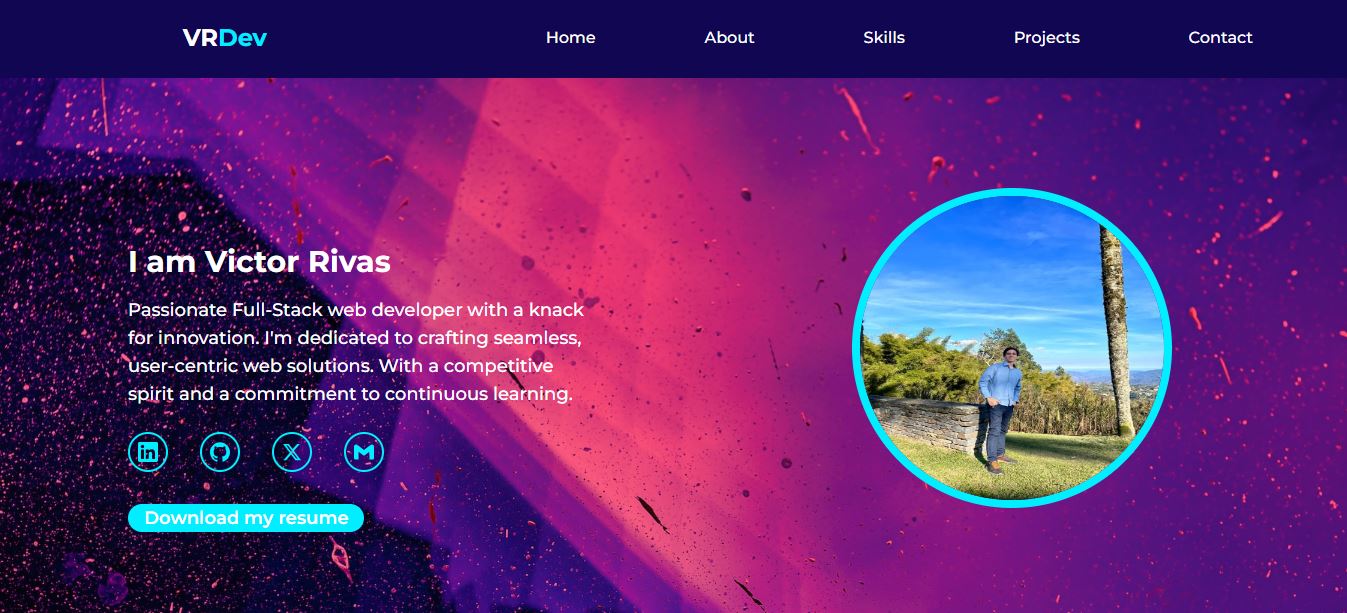 VRDev
Home
About
Skills
Projects
Contact
I am Victor Rivas
Passionate Full-Stack web developer with a knack
for innovation. I'm dedicated to crafting seamless,
user-centric web solutions. With a competitive
spirit and a commitment to continuous learning.
Download my resume